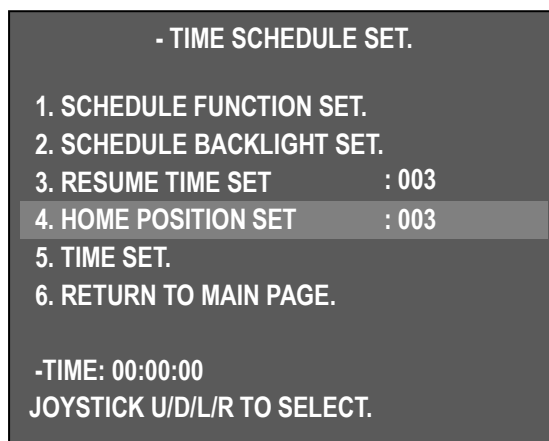 - TIME SCHEDULE SET.
1. SCHEDULE FUNCTION SET.
2. SCHEDULE BACKLIGHT SET.
3. RESUME TIME SET : 003
4. HOME POSITION SET : 003
5. TIME SET.
6. RETURN TO MAIN PAGE.
-TIME: 00:00:00
JOYSTICK U/D/L/R TO SELECT.